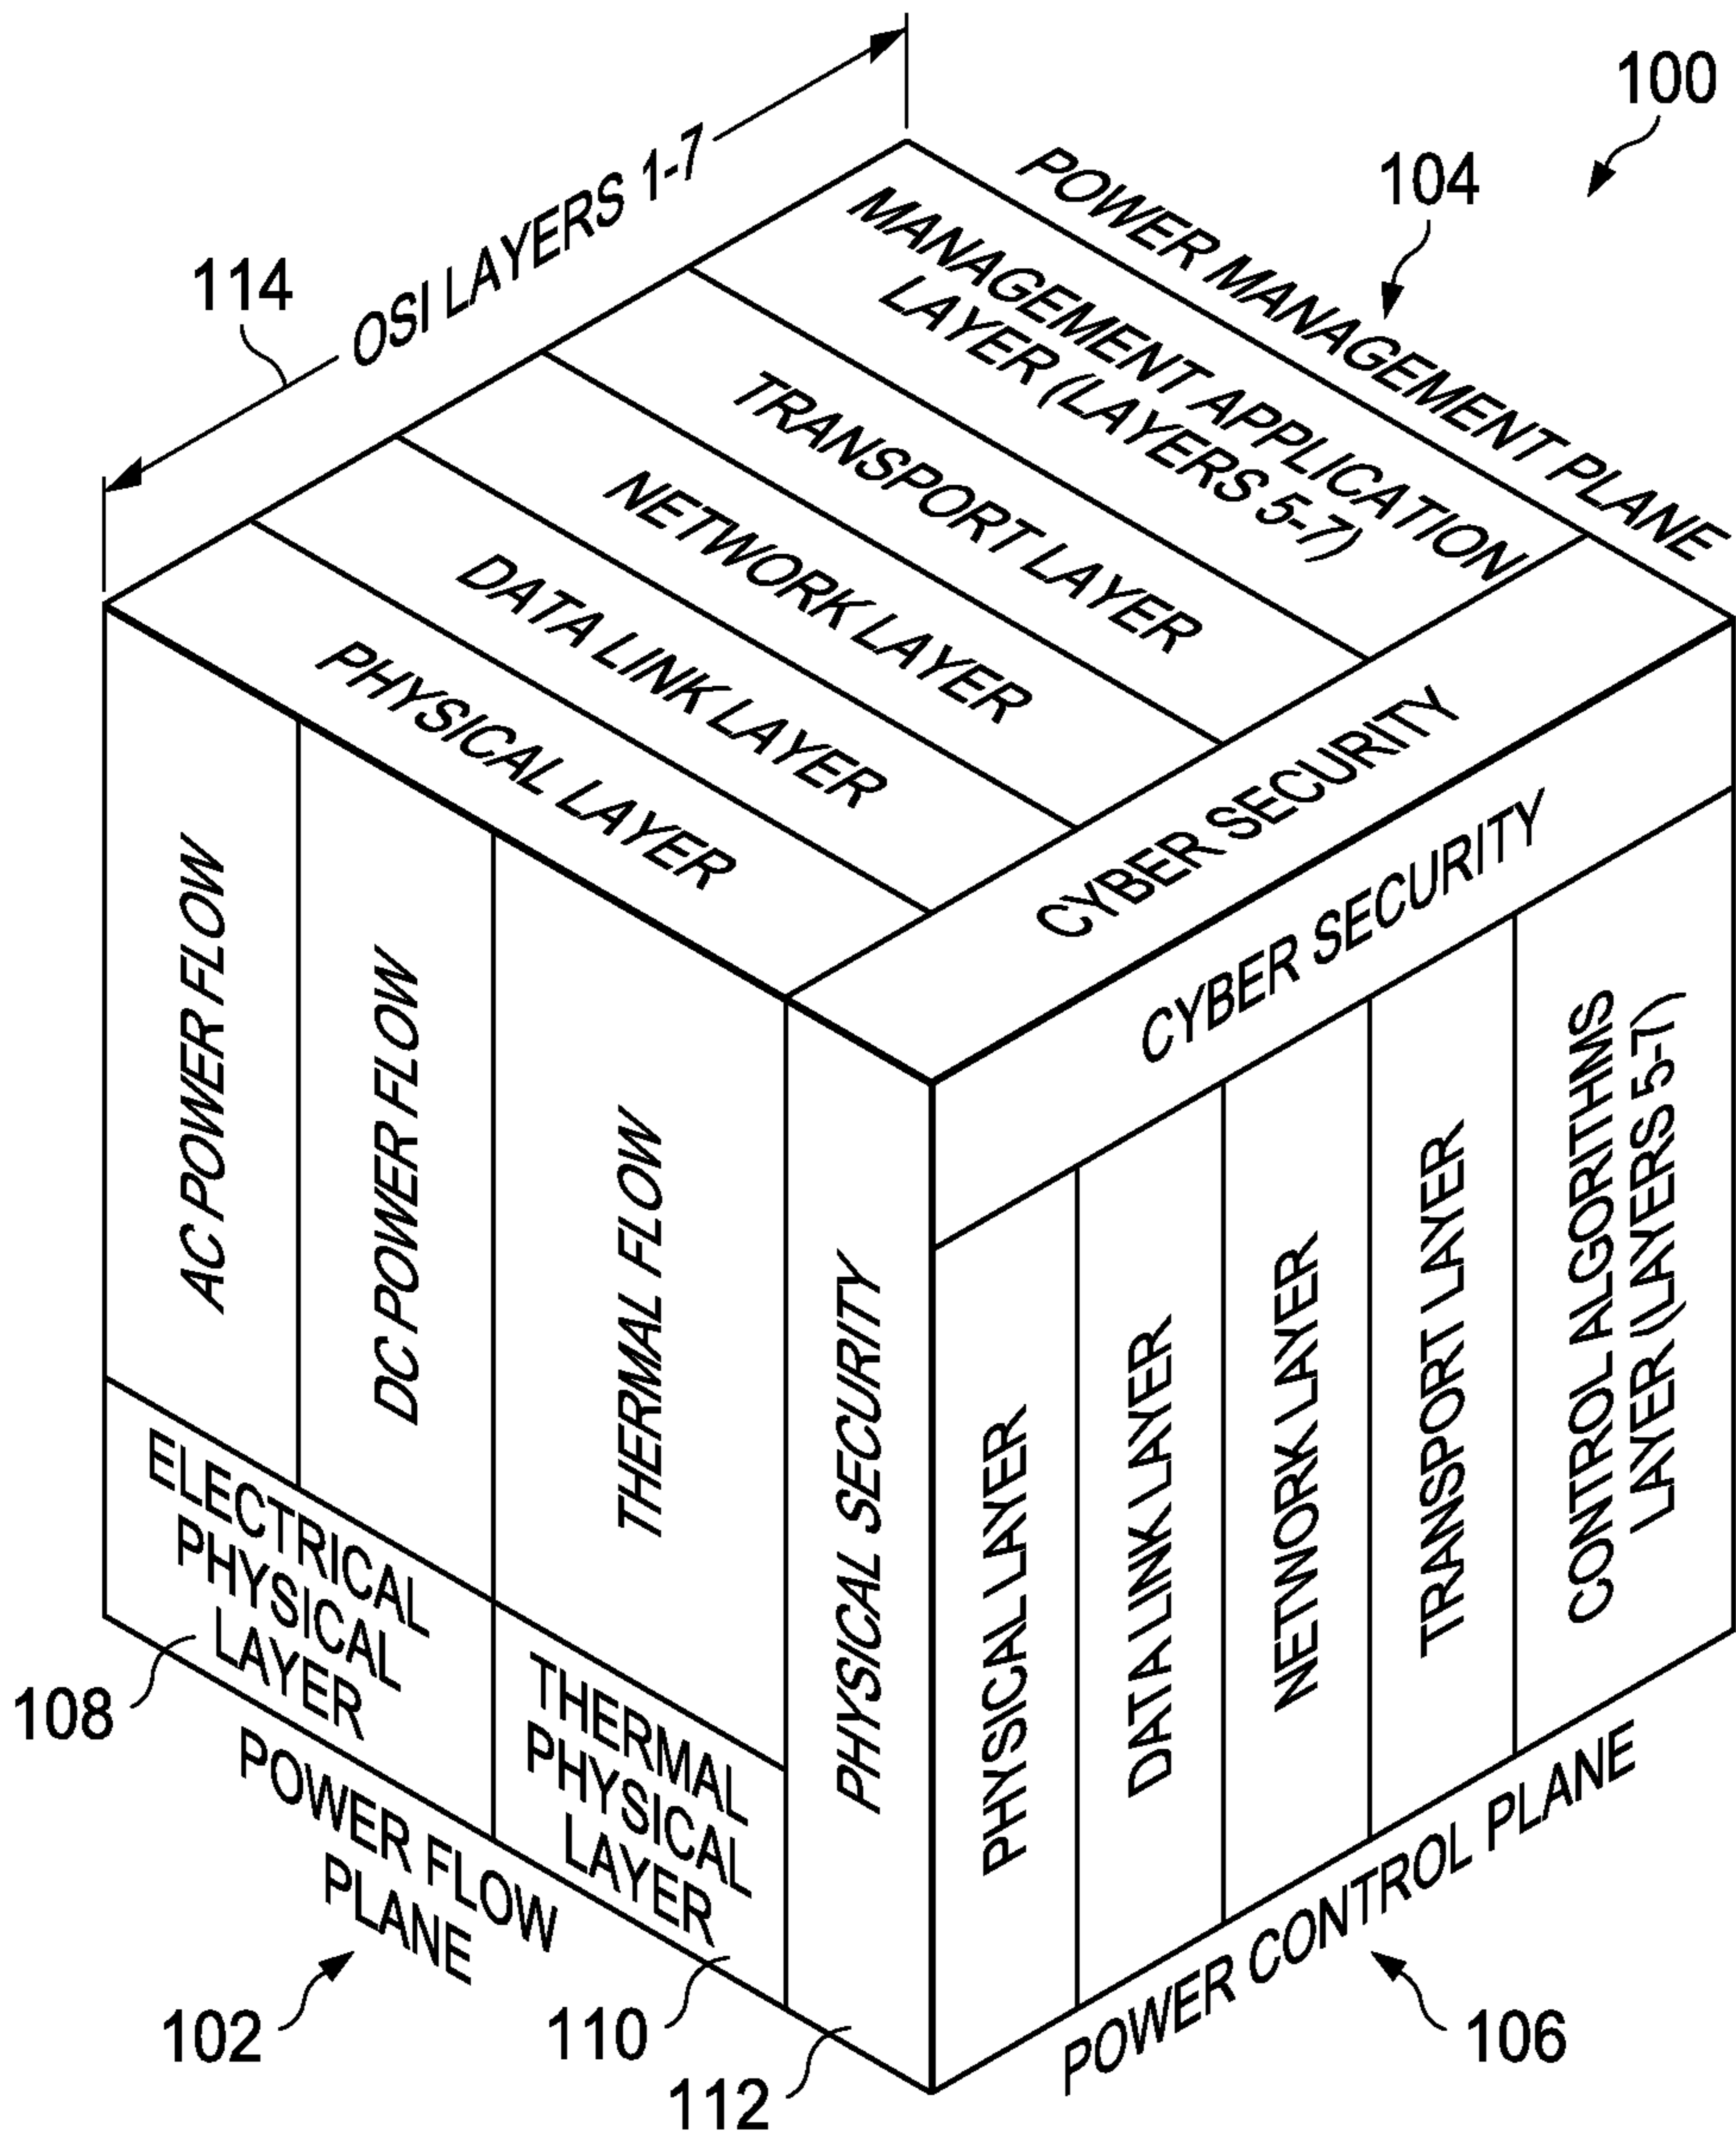 100
104
114
OSI LAYERS 1-7
POWER MANAGEMENT PLANE
MANAGEMENT APPLICATION
LAYER (LAYERS 5-7)
TRANSPORT LAYER
NETWORK LAYER
DATA LINK LAYER
PHYSICAL LAYER
CYBER SECURITY
CYBER SECURITY
AC POWER FLOW
DC POWER FLOW
THERMAL FLOW
PHYSICAL SECURITY
ELECTRICAL
PHYSICAL
LAYER
THERMAL
PHYSICAL
LAYER
PHYSICAL LAYER
DATA LINK LAYER
NETWORK LAYER
TRANSPORT LAYER
CONTROL ALGORITHMS
LAYER (LAYERS 5-7)
108
POWER FLOW
PLANE
102
110
112
POWER CONTROL PLANE
106